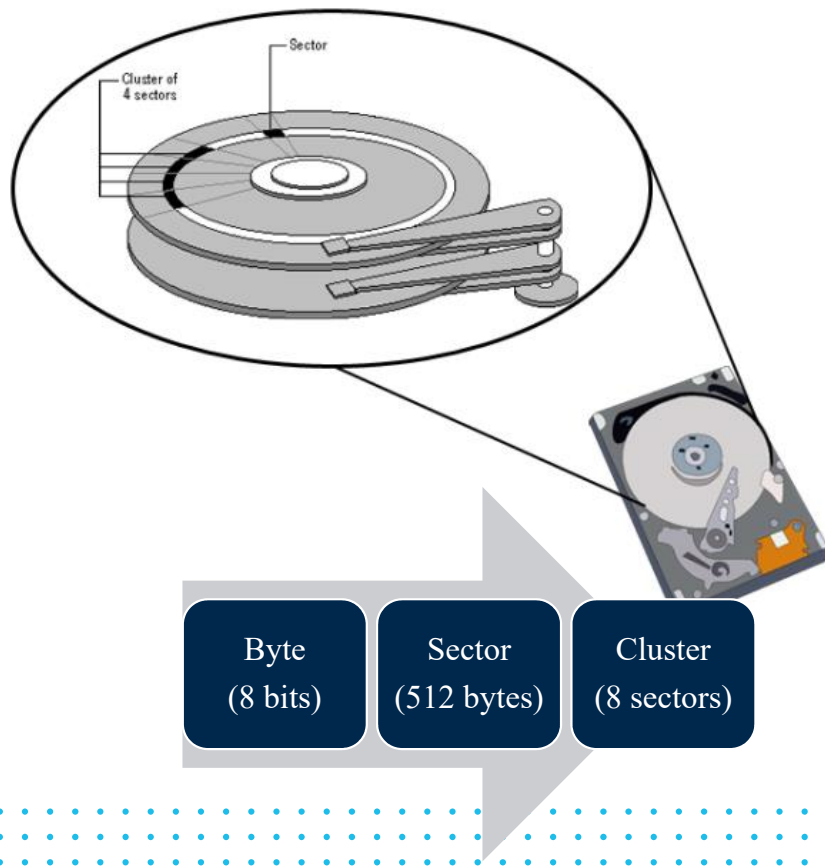 Sector
Cluster of
4 sectors
Byte
(8 bits)
Sector
(512 bytes)
Cluster
(8 sectors)